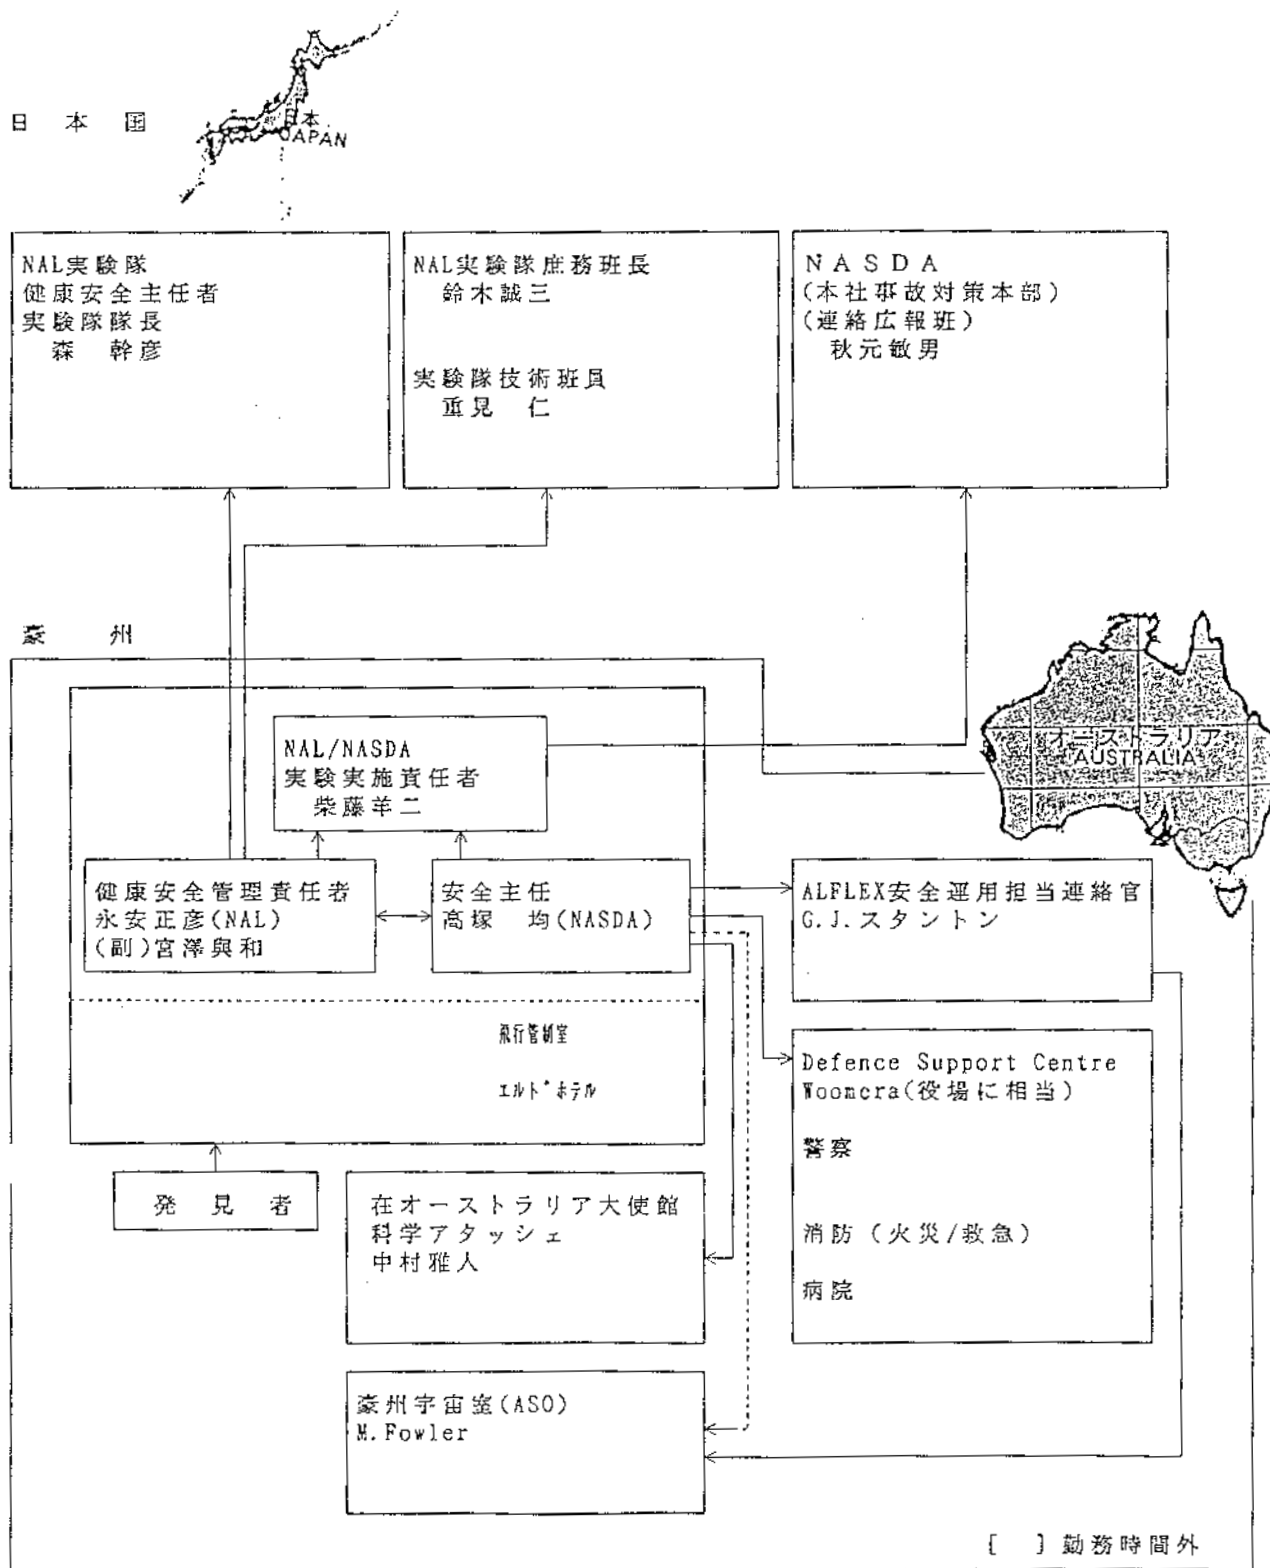 日本国
日本
JAPAN
NAL実験隊
健康安全主任者
実験隊隊長
森 幹彦
NAL実験隊庶務班長
鈴木誠三
実験隊技術班員
重見 仁
NASDA
(本社事故対策本部)
(連絡広報班)
秋元敏男
豪州
オーストラリア
AUSTRALIA
NAL/NASDA
実験実施責任者
柴藤羊二
健康安全管理責任者
永安正彦(NAL)
(副)宮澤與和
安全主任
高塚 均(NASDA)
ALFLEX安全運用担当連絡官
G.J.スタントン
飛行管制室
エルドホテル
Defence Support Centre
Woomera(役場に相当)
警察
消防(火災/救急)
病院
発見者
在オーストラリア大使館
科学アタッシェ
中村雅人
豪州宇宙室(ASO)
M.Fowler
[ ]勤務時間外